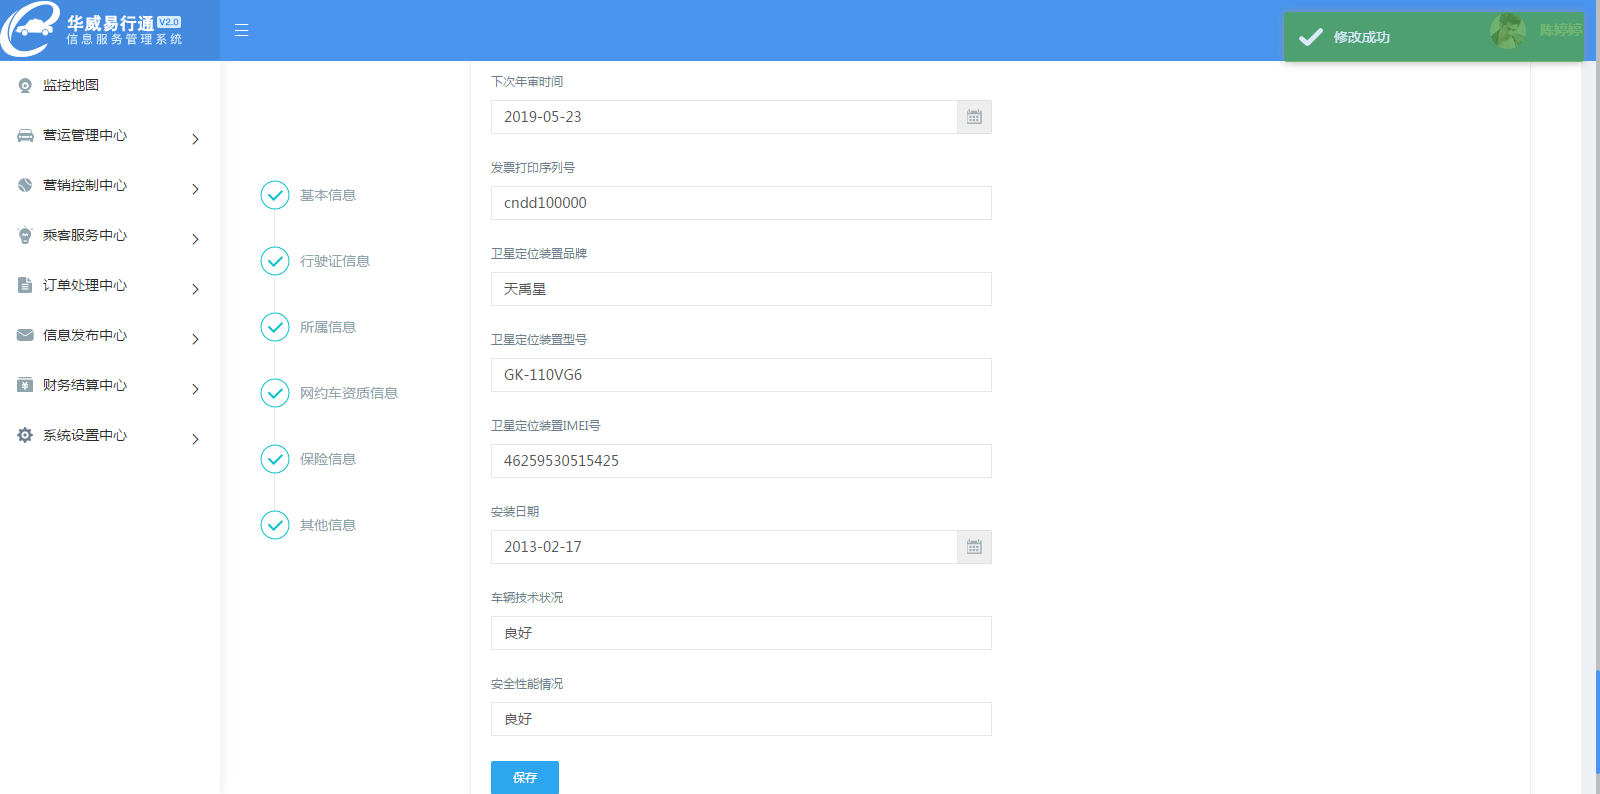 华威易行通 V2.0
信息服务管理系统
修改成功
陈婷婷
监控地图
营运管理中心
营销控制中心
乘客服务中心
订单处理中心
信息发布中心
财务结算中心
系统设置中心
基本信息
行驶证信息
所属信息
网约车资质信息
保险信息
其他信息
下次年审时间
2019-05-23
发票打印序列号
cndd100000
卫星定位装置品牌
天禹星
卫星定位装置型号
GK-110VG6
卫星定位装置IMEI号
46259530515425
安装日期
2013-02-17
车辆技术状况
良好
安全性能情况
良好
保存